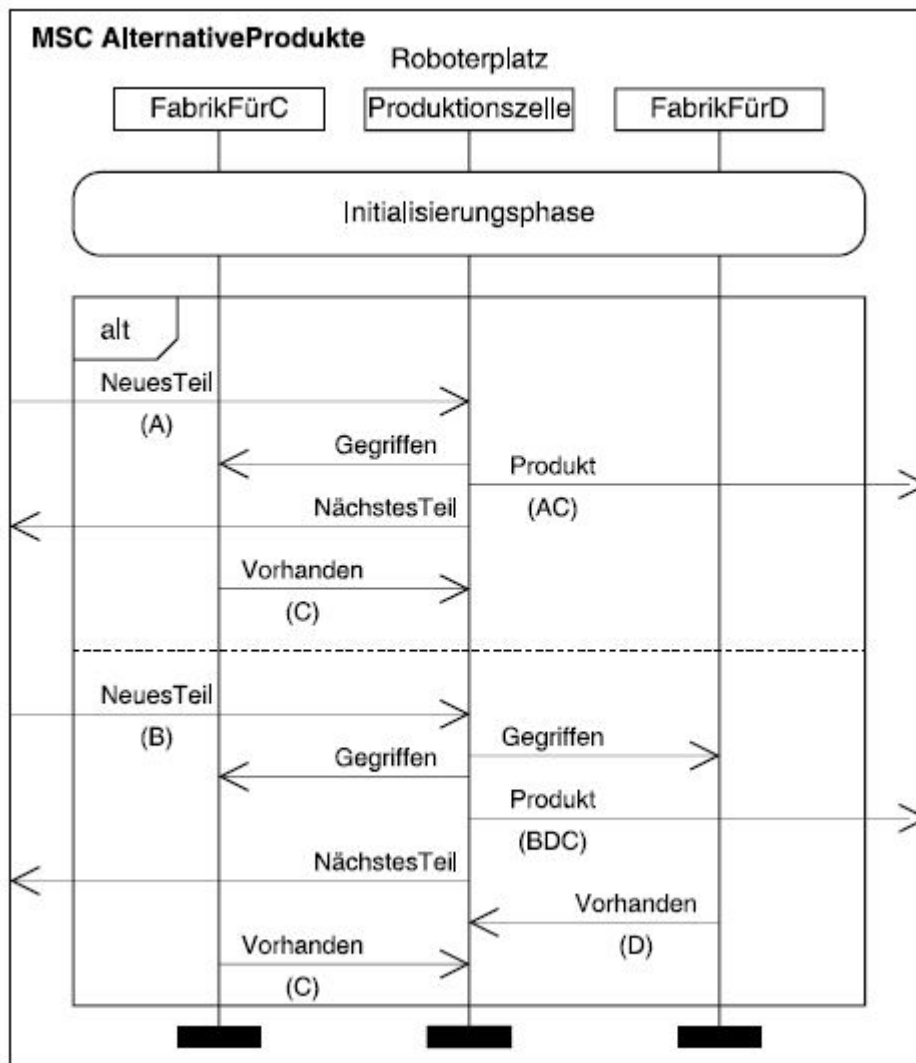 MSC AlternativeProdukte
Roboterplatz
FabrikFürC
Produktionszelle
FabrikFürD
Initialisierungsphase
alt
NeuesTeil
(A)
Gegriffen
Produkt
(AC)
NächstesTeil
Vorhanden
(C)
NeuesTeil
(B)
Gegriffen
Gegriffen
Produkt
(BDC)
NächstesTeil
Vorhanden
(D)
Vorhanden
(C)